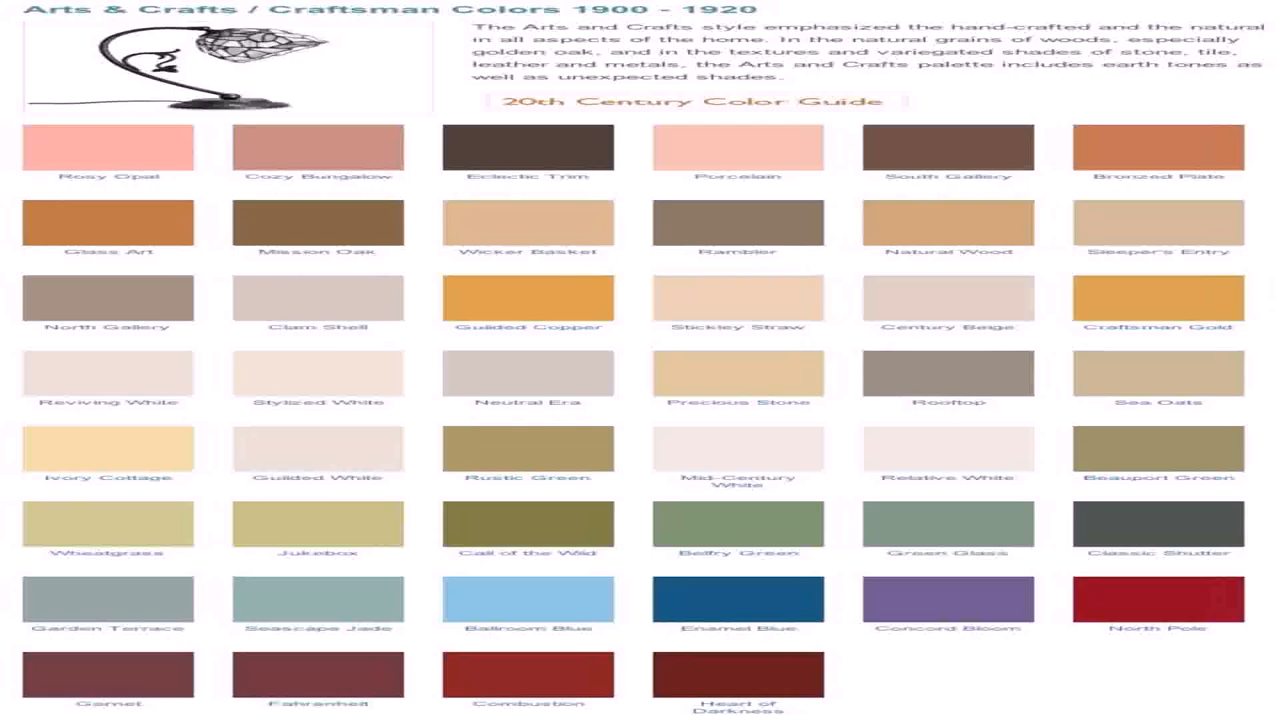 Arts & Crafts / Craftsman Colors 1900 - 1920
The Arts and Crafts style emphasized the hand-crafted and the natural
in all aspects of the home. In the natural grains of woods, especially
golden oak, and in the textures and variegated shades of stone, tile,
leather and metals, the Arts and Crafts palette includes earth tones as
well as unexpected shades.
20th Century Color Guide
Rosy Opal Cozy Bungalow Eclectic Trim Porcelain South Gallery Bronzed Plate
Glass Art Mission Oak Wicker Basket Rambler Natural Wood Sleeper's Entry
North Gallery Clam Shell Guilded Copper Stickley Straw Century Beige Craftsman Gold
Reviving White Stylized White Neutral Era Precious Stone Rooftop Sea Oats
Ivory Cottage Guilded White Rustic Green Mid-Century Relative White Beauport Green
White
Wheatgrass Jukebox Call of the Wild Belfry Green Green Glass Classic Shutter
Garden Terrace Seascape Jade Ballroom Blue Enamel Blue Concord Bloom North Pole
Garnet Fahrenheit Combustion Heart of
Darkness